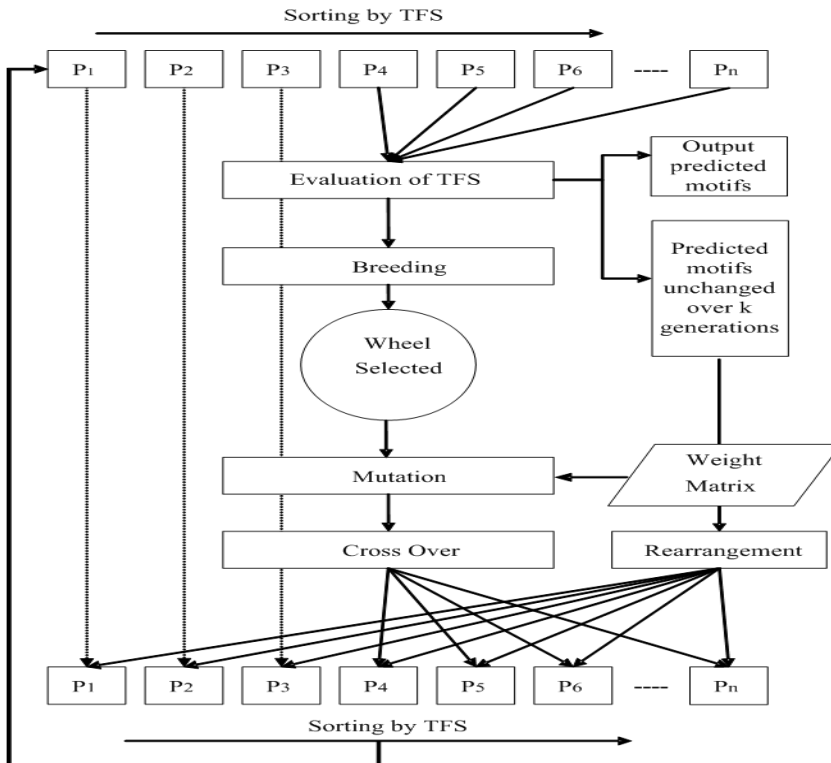 Sorting by TFS
P1 P2 P3 P4 P5 P6 ---- Pn
Evaluation of TFS
Output
predicted
motifs
Breeding
Predicted
motifs
unchanged
over k
generations
Wheel
Selected
Mutation
Weight
Matrix
Cross Over
Rearrangement
P1 P2 P3 P4 P5 P6 ---- Pn
Sorting by TFS